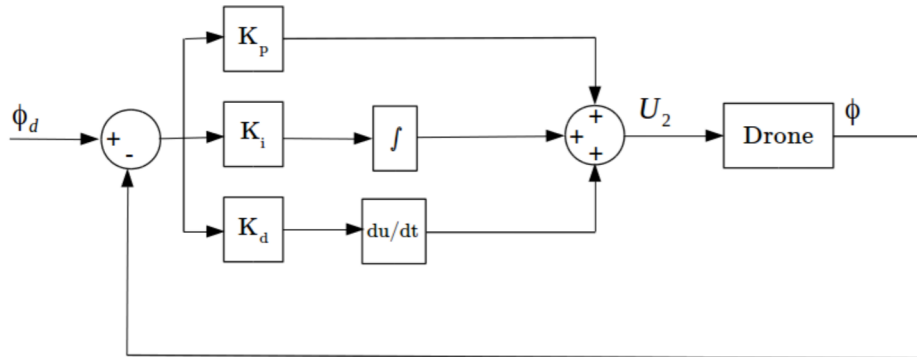 K_p
+
ϕ_d
+
-
K_i
∫
+
+
U_2
Drone
ϕ
K_d
du/dt
+